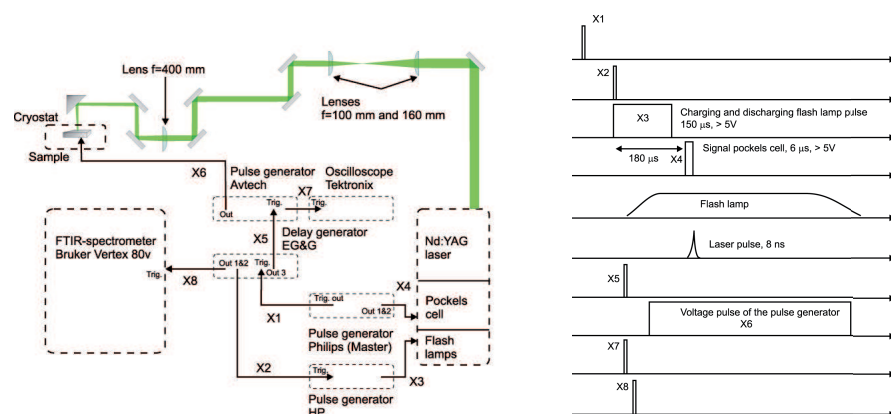 Lens f=400 mm
Lenses
f=100 mm and 160 mm
Cryostat
Sample
X6
Pulse generator
Avtech
X7
Oscilloscope
Tektronix
Trig.
Trig.
Out
X5
Delay generator
EG&G
FTIR-spectrometer
Bruker Vertex 80v
Trig.
X8
Out 1&2
Trig.
Out 3
X1
Trig. out
Out 1&2
X4
Nd:YAG
laser
Pockels
cell
Flash
lamps
Pulse generator
Philips (Master)
X2
Trig.
X3
Pulse generator
HP
X1
X2
X3
Charging and discharging flash lamp pulse
150 µs, > 5V
180 µs
X4
Signal pockels cell, 6 µs, > 5V
Flash lamp
Laser pulse, 8 ns
X5
Voltage pulse of the pulse generator
X6
X7
X8